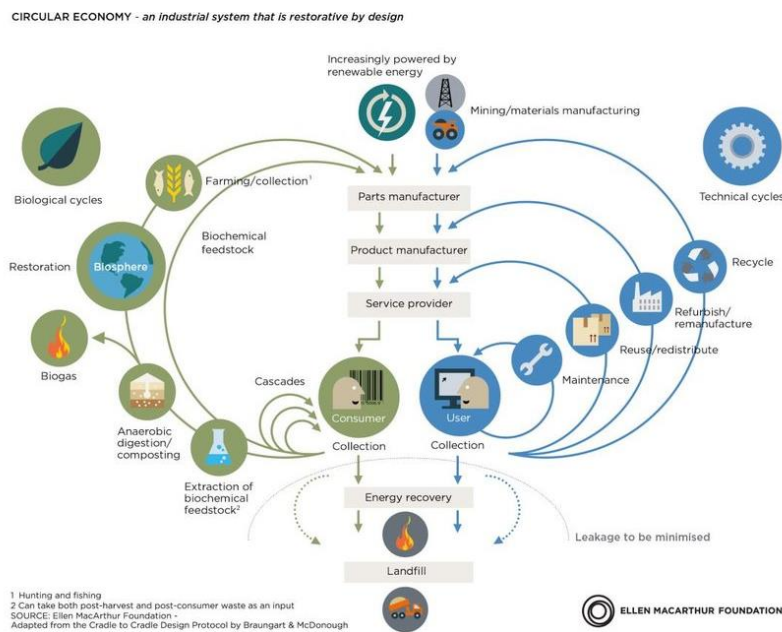 CIRCULAR ECONOMY - an industrial system that is restorative by design
Increasingly powered by
renewable energy
Mining/materials manufacturing
Biological cycles
Technical cycles
Farming/collection¹
Parts manufacturer
Biochemical
feedstock
Product manufacturer
Restoration
Biosphere
Recycle
Service provider
Refurbish/
remanufacture
Reuse/redistribute
Biogas
Cascades
Maintenance
Consumer
User
Anaerobic
digestion/
composting
Collection
Collection
Extraction of
biochemical
feedstock²
Energy recovery
Leakage to be minimised
Landfill
1 Hunting and fishing
2 Can take both post-harvest and post-consumer waste as an input
SOURCE: Ellen MacArthur Foundation -
Adapted from the Cradle to Cradle Design Protocol by Braungart & McDonough
ELLEN MACARTHUR FOUNDATION